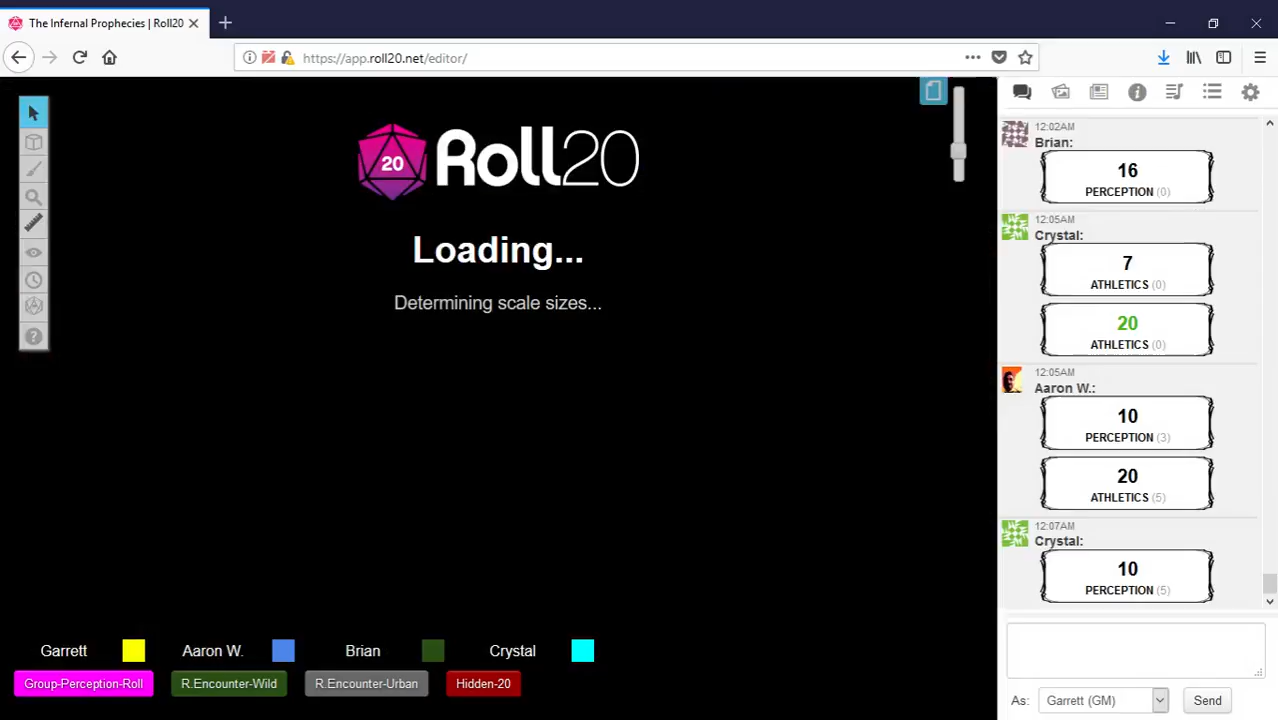 The Infernal Prophecies | Roll20
https://app.roll20.net/editor/
20
Roll20
Loading...
Determining scale sizes...
12:02AM
Brian:
16
PERCEPTION (0)
12:05AM
Crystal:
7
ATHLETICS (0)
20
ATHLETICS (0)
12:05AM
Aaron W.:
10
PERCEPTION (3)
20
ATHLETICS (5)
12:07AM
Crystal:
10
PERCEPTION (5)
Garrett
Aaron W.
Brian
Crystal
Group-Perception-Roll
R.Encounter-Wild
R.Encounter-Urban
Hidden-20
As: Garrett (GM)
Send